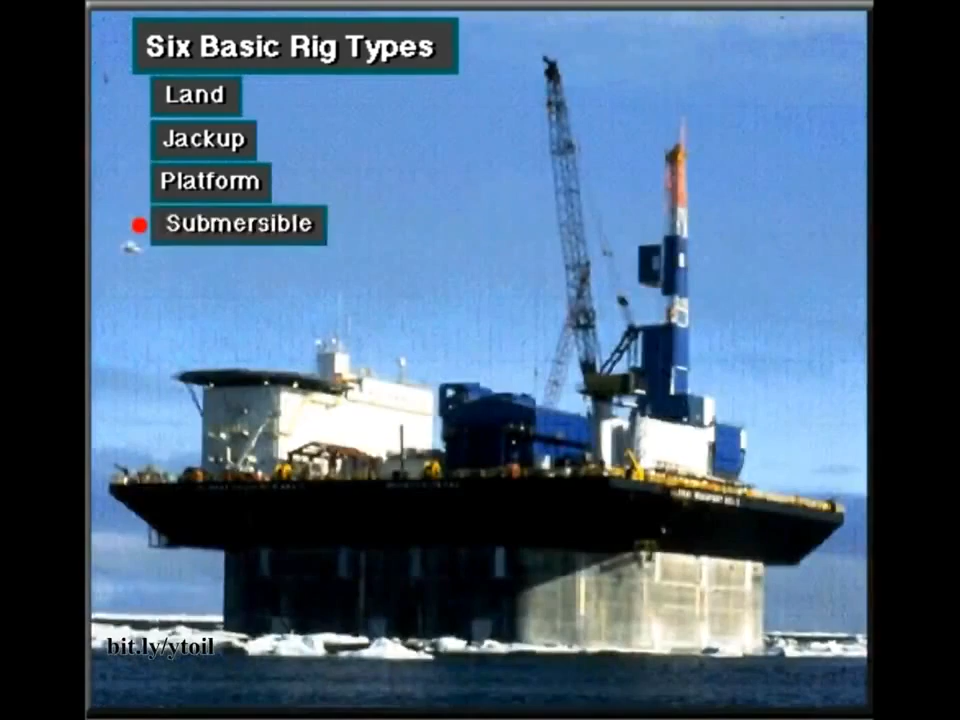 Six Basic Rig Types
Land
Jackup
Platform
Submersible
bit.ly/ytoil